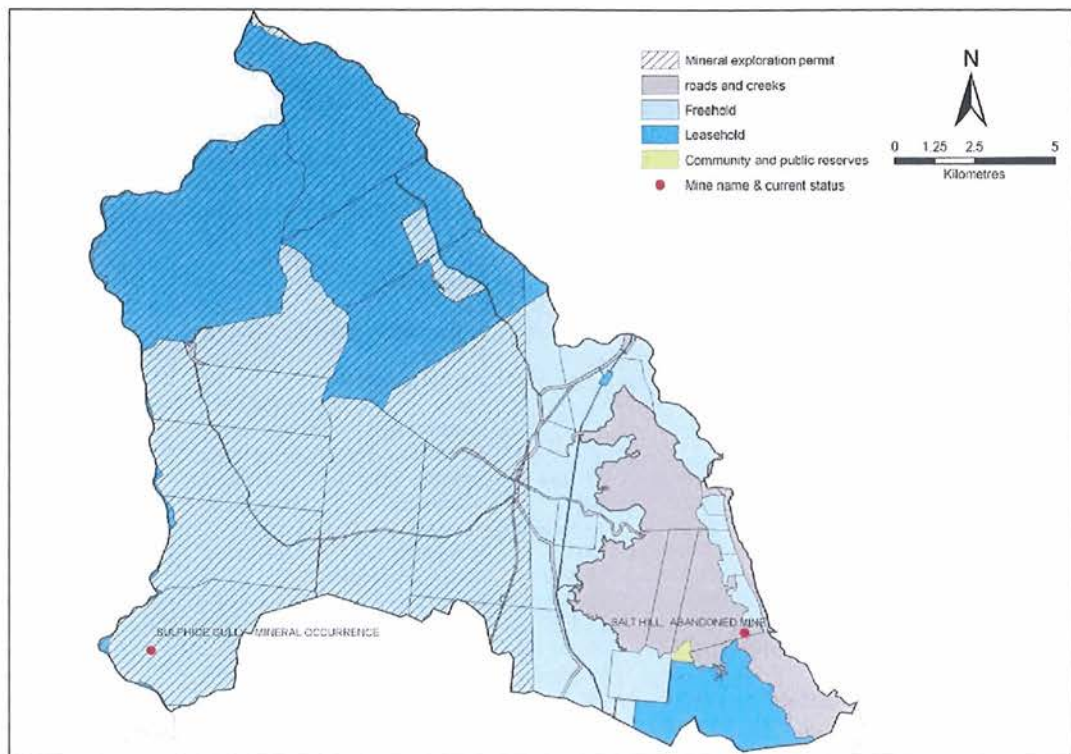 Mineral exploration permit
roads and creeks
Freehold
Leasehold
Community and public reserves
Mine name & current status
N
0 1.25 2.5 5
Kilometres
SULPHIDE GULLY - MINERAL OCCURRENCE
SALT HILL, ABANDONED MINE